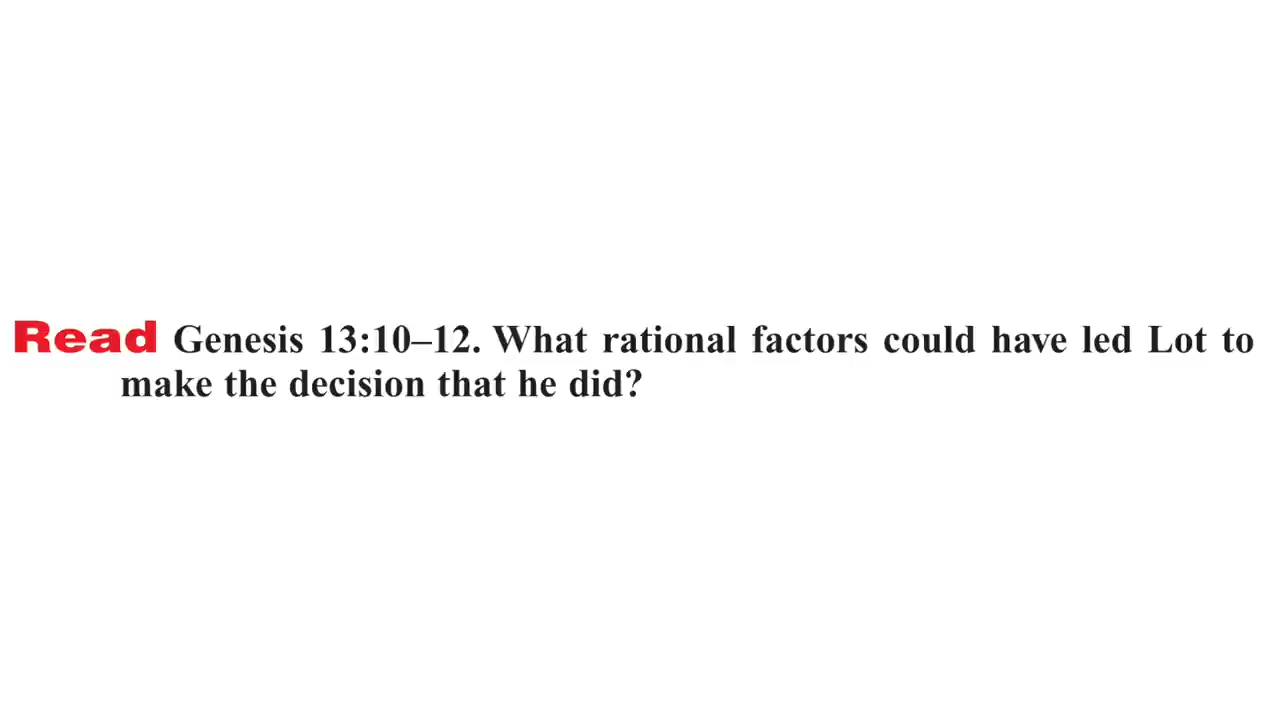 Read Genesis 13:10–12. What rational factors could have led Lot to
make the decision that he did?